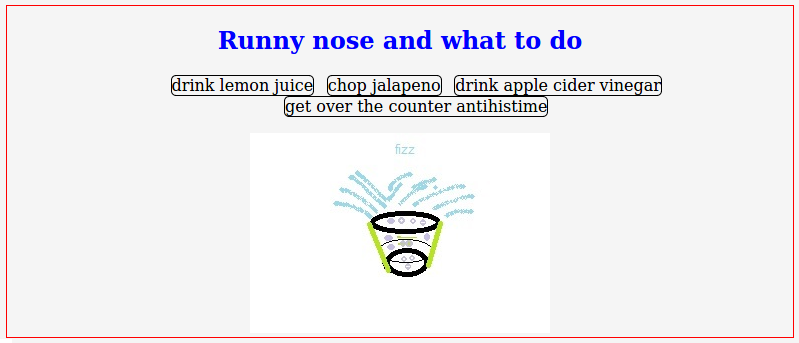 Runny nose and what to do
drink lemon juice chop jalapeno drink apple cider vinegar
get over the counter antihistime
fizz